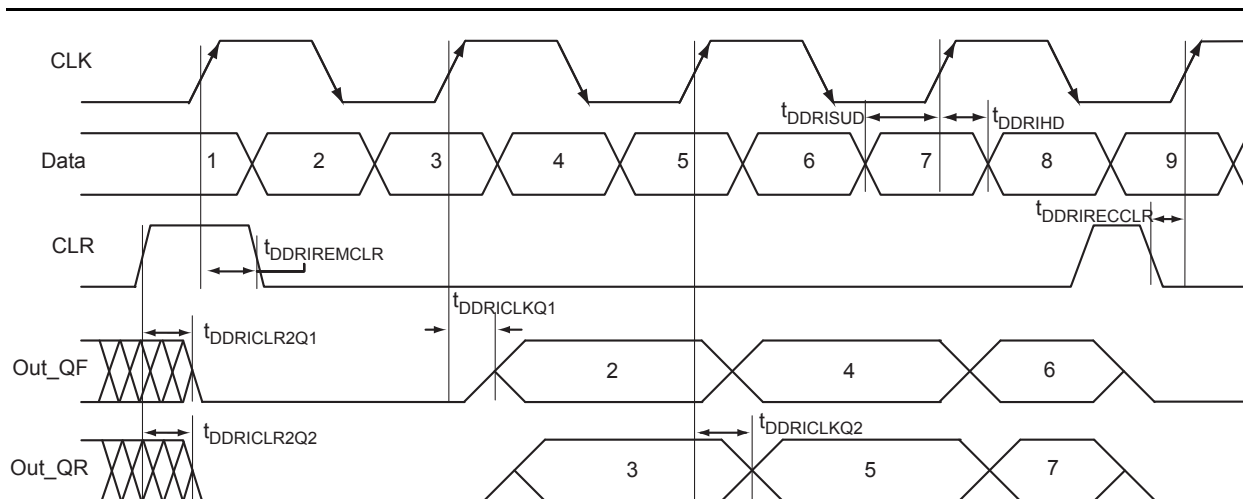 CLK
tDDRISUD tDDRIHD
Data 1 2 3 4 5 6 7 8 9
tDDRIRECCLR
CLR
tDDRIREMCLR
tDDRICLKQ1
tDDRICLR2Q1
Out_QF 2 4 6
tDDRICLR2Q2 tDDRICLKQ2
Out_QR 3 5 7